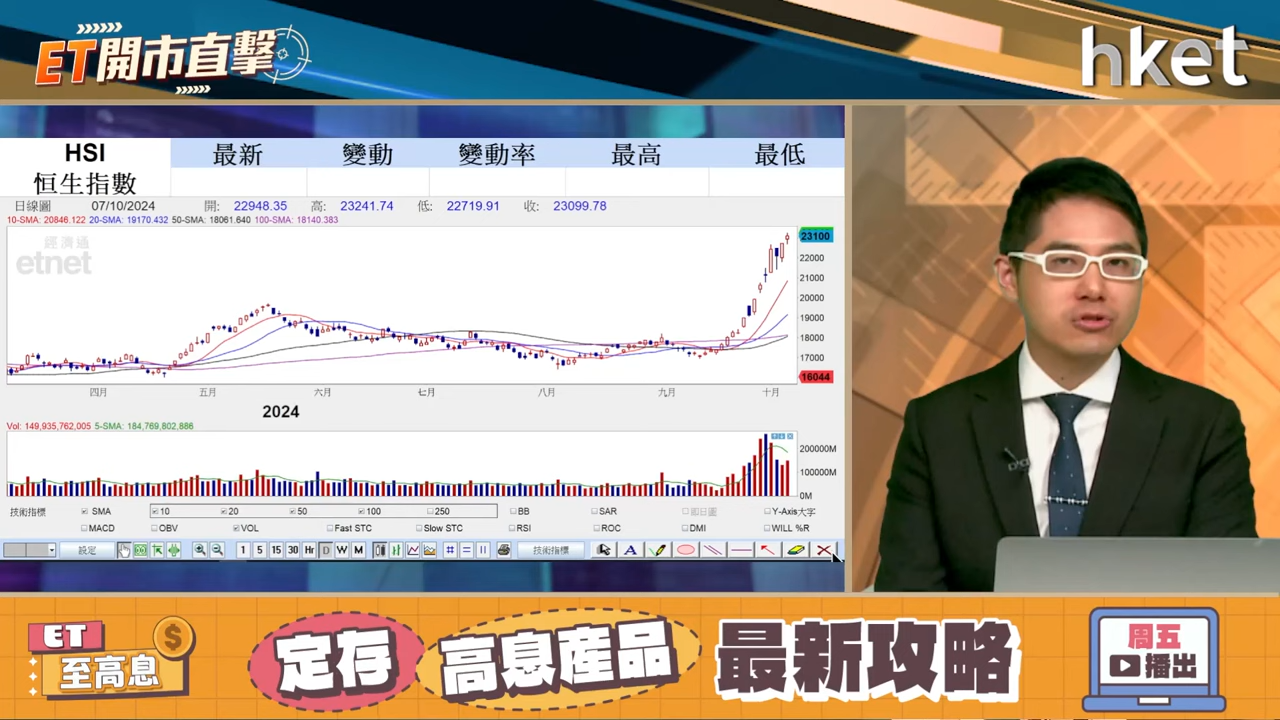 ET開市直擊
hket
HSI 最新 變動 變動率 最高 最低
恒生指數
日線圖 07/10/2024 開: 22948.35 高: 23241.74 低: 22719.91 收: 23099.78
10-SMA: 20846.122 20-SMA: 19170.432 50-SMA: 18061.640 100-SMA: 18140.383
經濟通
etnet
23100
22000
21000
20000
19000
18000
17000
16044
四月 五月 六月 七月 八月 九月 十月
2024
Vol: 149,935,762,005 5-SMA: 184,769,802,886
200000M
100000M
0M
技術指標 SMA 10 20 50 100 250 BB SAR Y-Axis大字
MACD OBV VOL Fast STC Slow STC RSI ROC DMI WILL %R
設定 1 5 15 30 Hr D W M 技術指標 A
ET
至高息
定存 高息產品 最新攻略
周五
播出